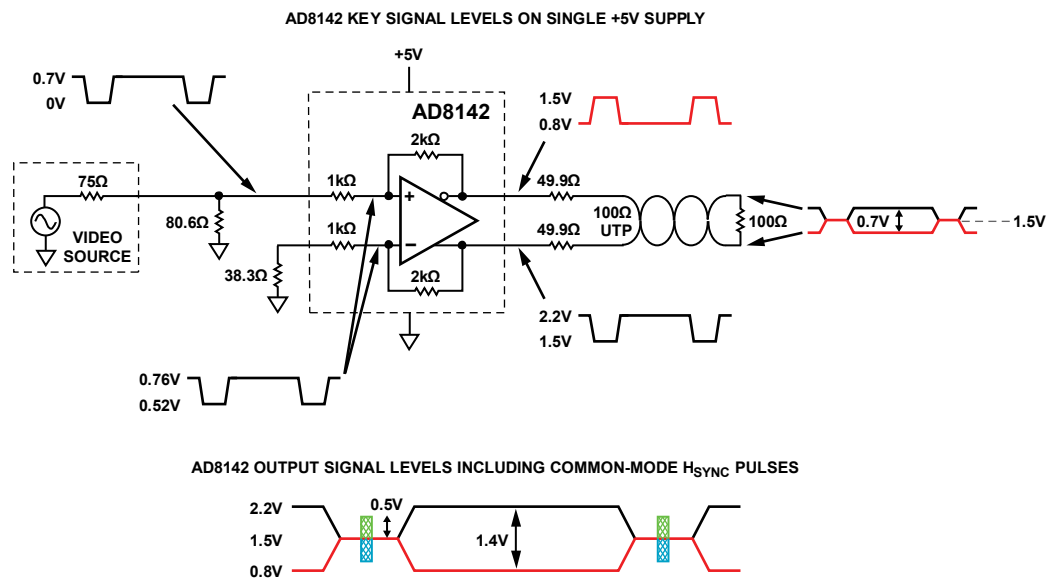 AD8142 KEY SIGNAL LEVELS ON SINGLE +5V SUPPLY
+5V
0.7V
0V
AD8142
1.5V
0.8V
2kΩ
75Ω
1kΩ
49.9Ω
80.6Ω
+
100Ω
UTP
100Ω
0.7V
1.5V
VIDEO
SOURCE
1kΩ
–
49.9Ω
38.3Ω
2kΩ
2.2V
1.5V
0.76V
0.52V
AD8142 OUTPUT SIGNAL LEVELS INCLUDING COMMON-MODE HSYNC PULSES
2.2V
0.5V
1.5V
1.4V
0.8V